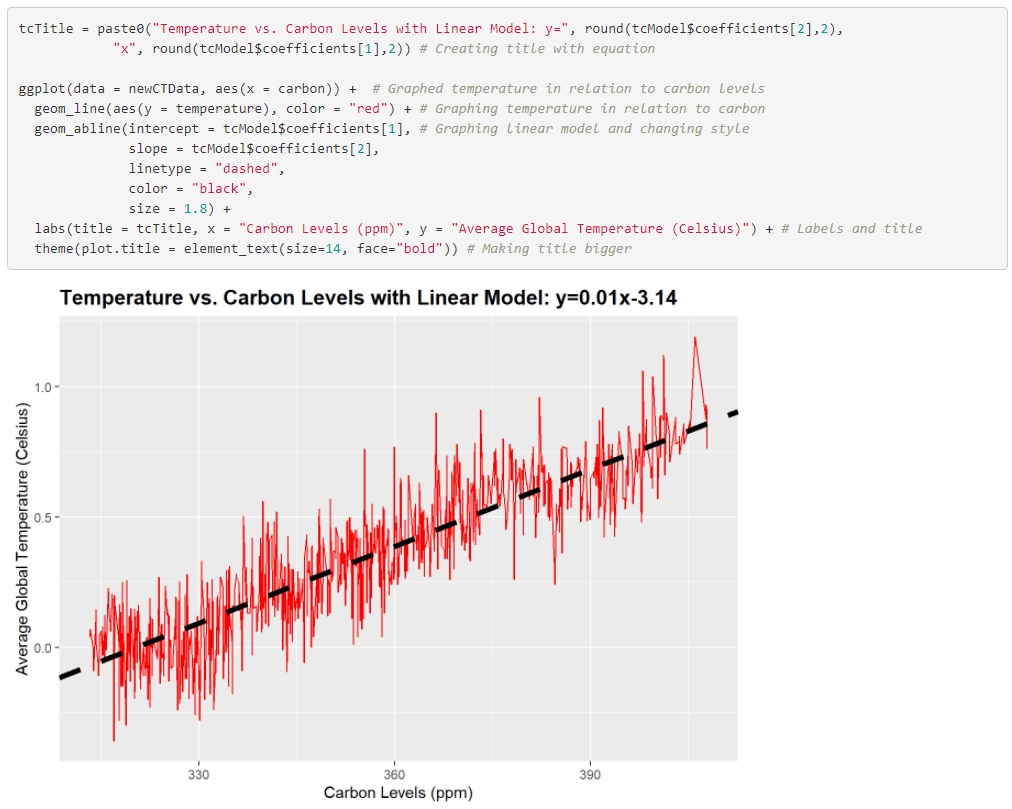 tcTitle = paste0("Temperature vs. Carbon Levels with Linear Model: y=", round(tcModel$coefficients[2],2),
"x", round(tcModel$coefficients[1],2)) # Creating title with equation
ggplot(data = newCTData, aes(x = carbon)) + # Graphed temperature in relation to carbon levels
geom_line(aes(y = temperature), color = "red") + # Graphing temperature in relation to carbon
geom_abline(intercept = tcModel$coefficients[1], # Graphing linear model and changing style
slope = tcModel$coefficients[2],
linetype = "dashed",
color = "black",
size = 1.8) +
labs(title = tcTitle, x = "Carbon Levels (ppm)", y = "Average Global Temperature (Celsius)") + # Labels and title
theme(plot.title = element_text(size=14, face="bold")) # Making title bigger
Temperature vs. Carbon Levels with Linear Model: y=0.01x-3.14
Average Global Temperature (Celsius)
1.0
0.5
0.0
330 360 390
Carbon Levels (ppm)